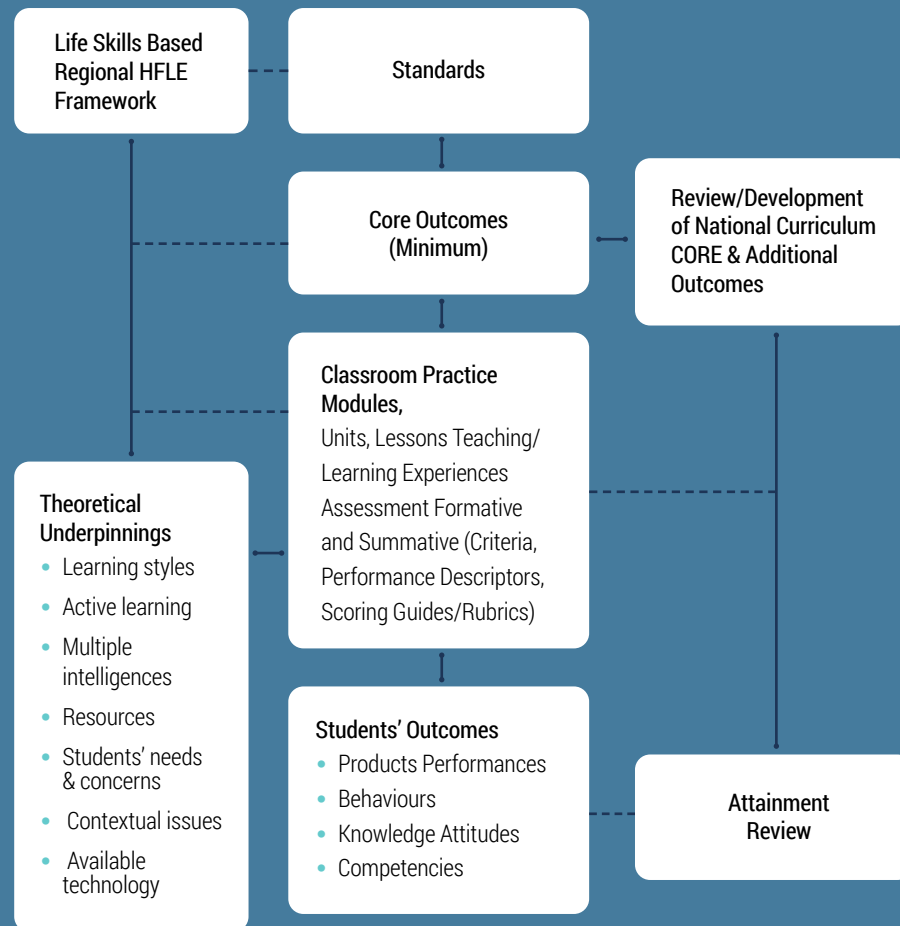 Life Skills Based
Regional HFLE
Framework
Standards
Core Outcomes
(Minimum)
Review/Development
of National Curriculum
CORE & Additional
Outcomes
Classroom Practice
Modules,
Units, Lessons Teaching/
Learning Experiences
Assessment Formative
and Summative (Criteria,
Performance Descriptors,
Scoring Guides/Rubrics)
Theoretical
Underpinnings
• Learning styles
• Active learning
• Multiple
intelligences
• Resources
• Students’ needs
& concerns
• Contextual issues
• Available
technology
Students’ Outcomes
• Products Performances
• Behaviours
• Knowledge Attitudes
• Competencies
Attainment
Review